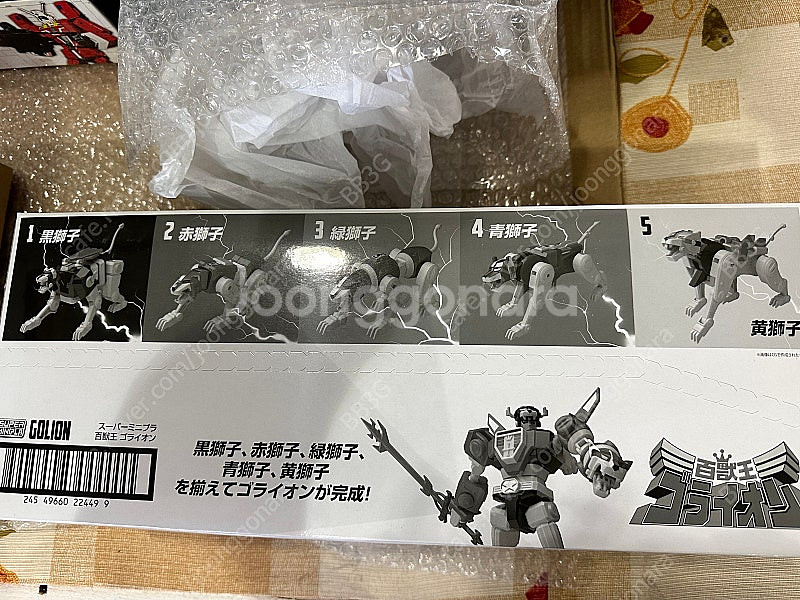 1 黒獅子
2 赤獅子
3 緑獅子
4 青獅子
5
黄獅子
joonggonara
GOLION
スーパーミニプラ
百獣王 ゴライオン
245 49660 22449 9
黒獅子、赤獅子、緑獅子、
青獅子、黄獅子
を揃えてゴライオンが完成!
百獣王
ゴライオン
BB3G